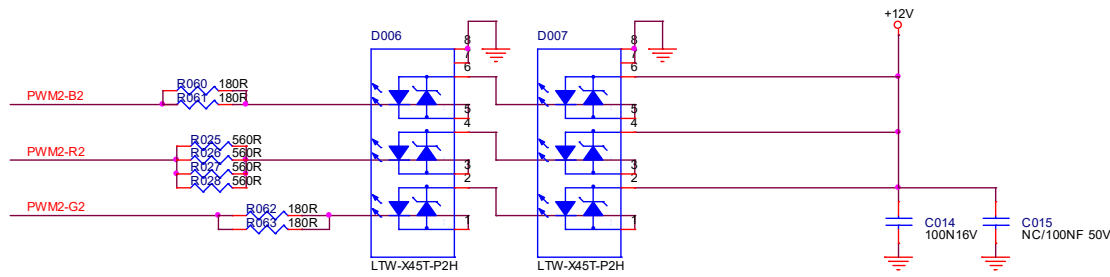 +12V
D006
D007
8
7
6
8
7
6
PWM2-B2
R060 180R
R061 180R
5
4
5
4
R025 560R
PWM2-R2
R026 560R
R027 560R
R028 560R
3
2
3
2
PWM2-G2
R062 180R
R063 180R
1
1
C014
100N16V
C015
NC/100NF 50V
LTW-X45T-P2H
LTW-X45T-P2H